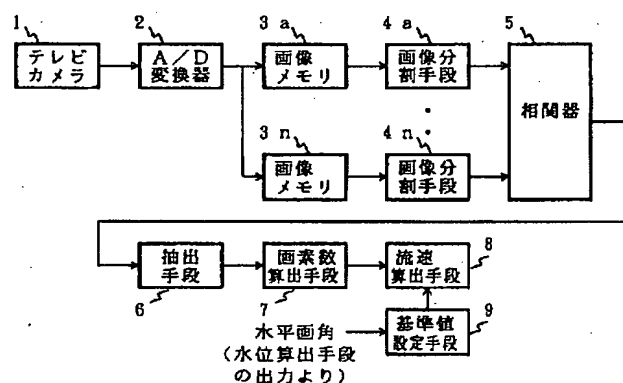 1
2
3 a
4 a
5
テレビ
カメラ
A/D
変換器
画像
メモリ
画像分
割手段
相関器
3 n
4 n
画像
メモリ
画像分
割手段
抽出
手段
画素数
算出手段
流速
算出手段
8
6
7
基準値
設定手段
9
水平画角
(水位算出手段
の出力より)